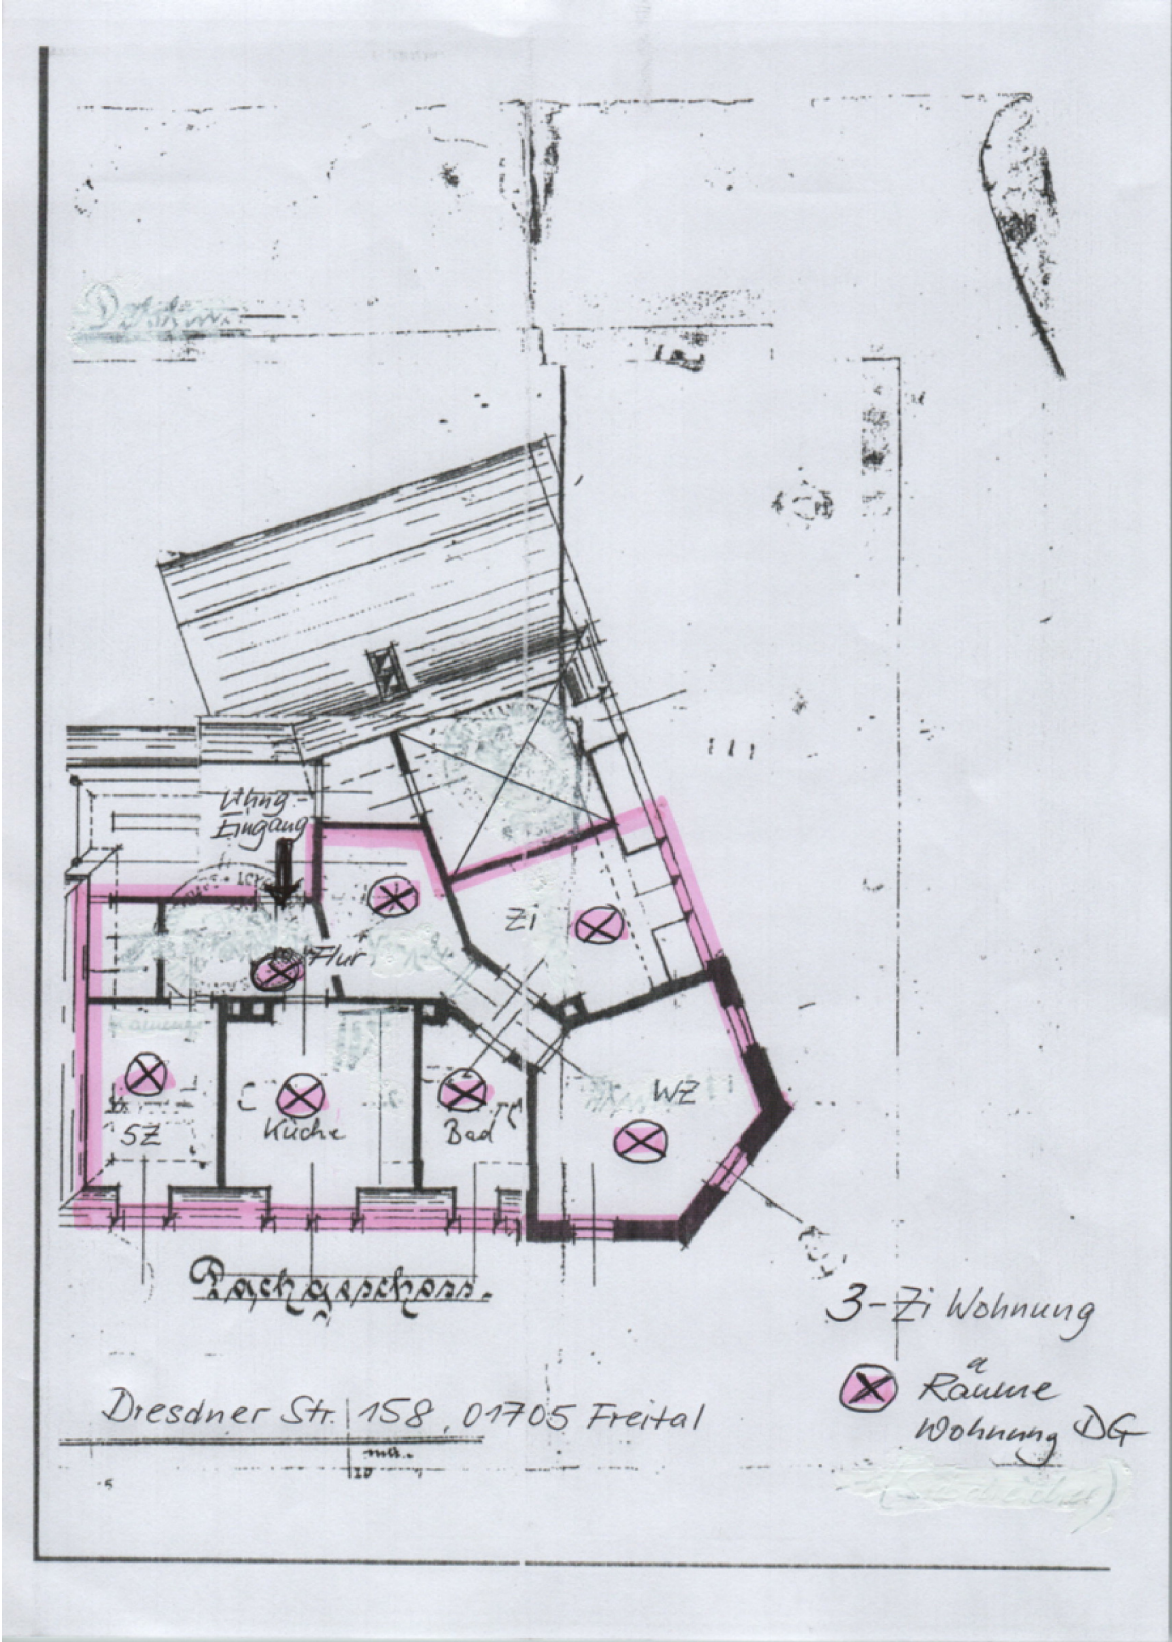 Whng.-
Eingang
Flur
Zi
WZ
SZ
Küche
Bad
Dachgeschoss.
3-Zi Wohnung
Räume
Wohnung DG
Dresdner Str. 158, 01705 Freital